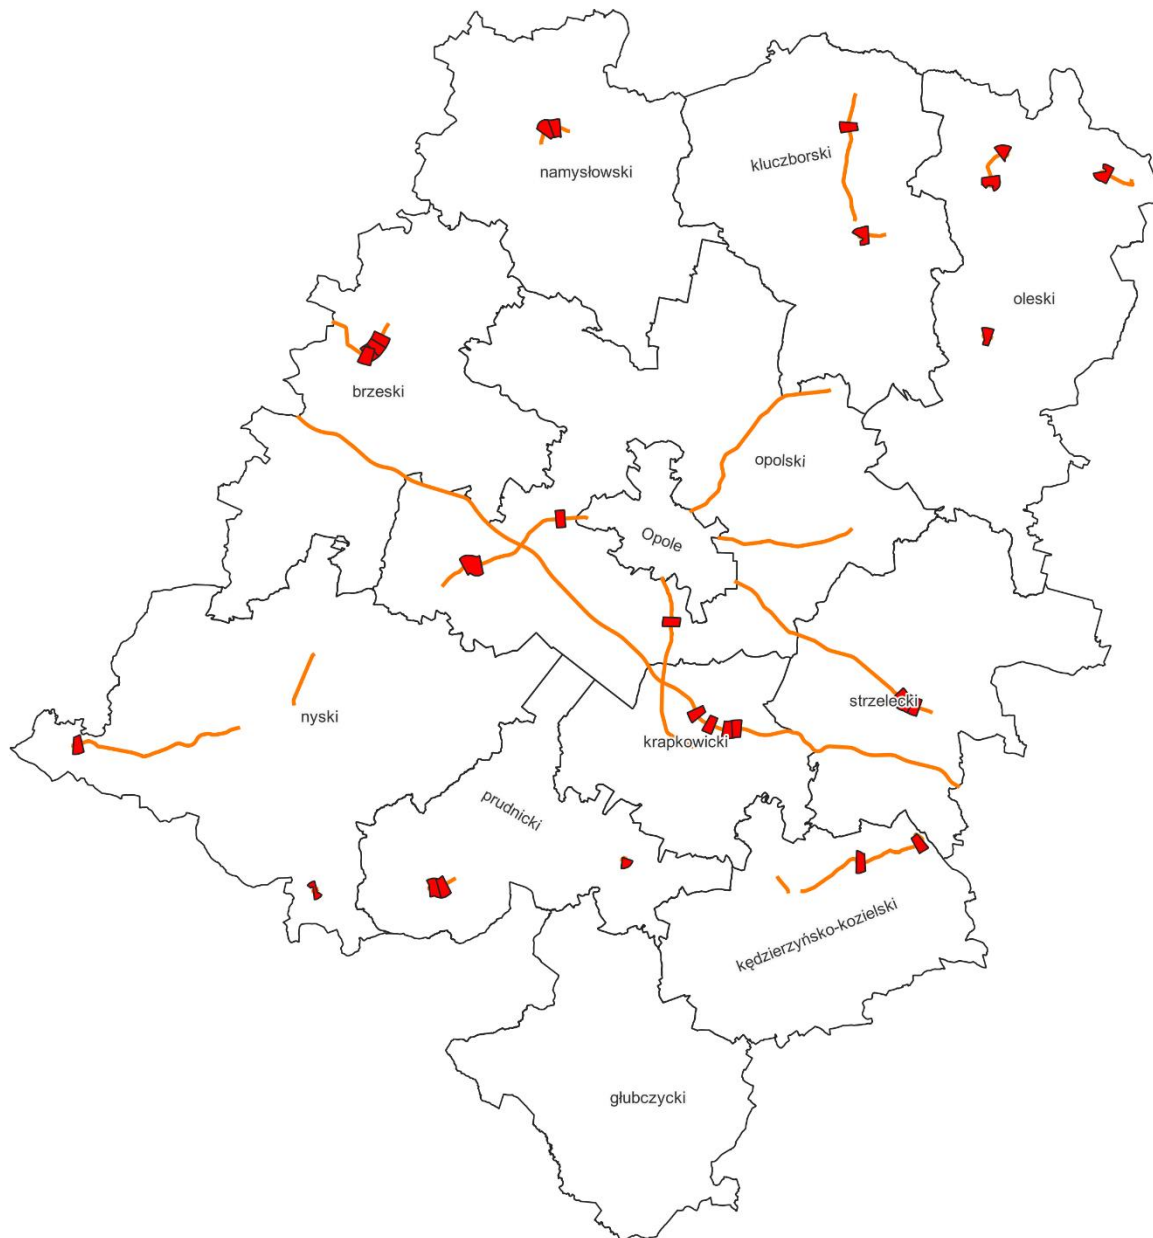 namysłowski
kluczborski
oleski
brzeski
opolski
Opole
strzelecki
nyski
krapkowicki
prudnicki
kędzierzyńsko-kozielski
głubczycki